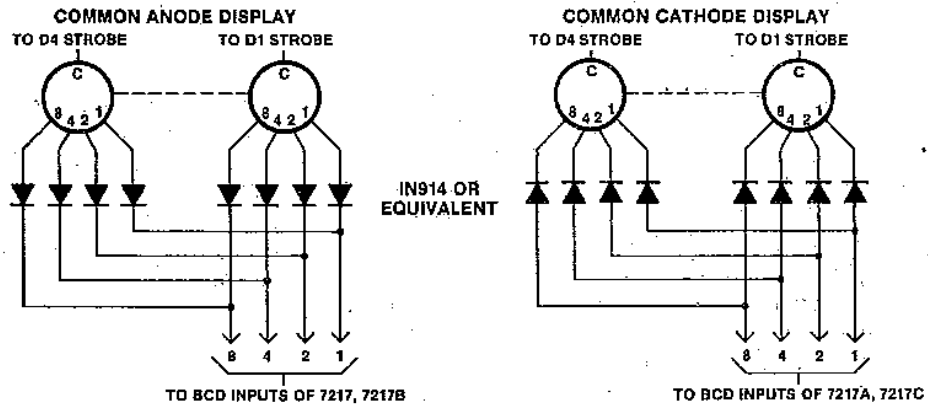 COMMON ANODE DISPLAY
TO D4 STROBE TO D1 STROBE
C C
8 4 2 1 8 4 2 1
IN914 OR
EQUIVALENT
8 4 2 1
TO BCD INPUTS OF 7217, 7217B
COMMON CATHODE DISPLAY
TO D4 STROBE TO D1 STROBE
C C
8 4 2 1 8 4 2 1
8 4 2 1
TO BCD INPUTS OF 7217A, 7217C